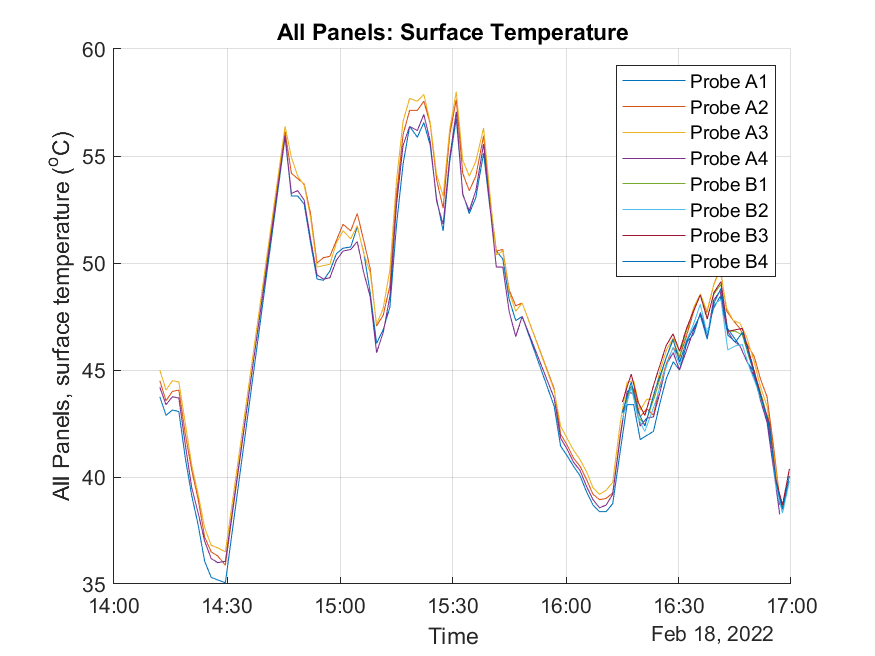 All Panels: Surface Temperature
60
55
50
45
40
35
All Panels, surface temperature (°C)
Probe A1
Probe A2
Probe A3
Probe A4
Probe B1
Probe B2
Probe B3
Probe B4
14:00 14:30 15:00 15:30 16:00 16:30 17:00
Time
Feb 18, 2022